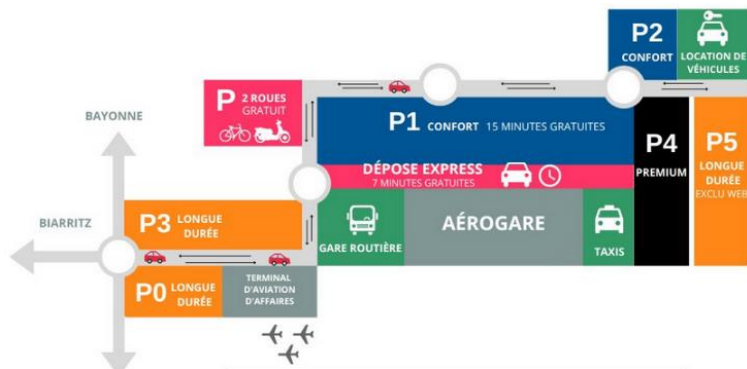 P2
CONFORT
LOCATION DE
VÉHICULES
P 2 ROUES
GRATUIT
BAYONNE
P1 CONFORT 15 MINUTES GRATUITES
P4
PREMIUM
P5
LONGUE
DURÉE
EXCLU WEB
DÉPOSE EXPRESS
7 MINUTES GRATUITES
BIARRITZ
P3 LONGUE
DURÉE
GARE ROUTIÈRE
AÉROGARE
TAXIS
P0 LONGUE
DURÉE
TERMINAL
D'AVIATION
D'AFFAIRES